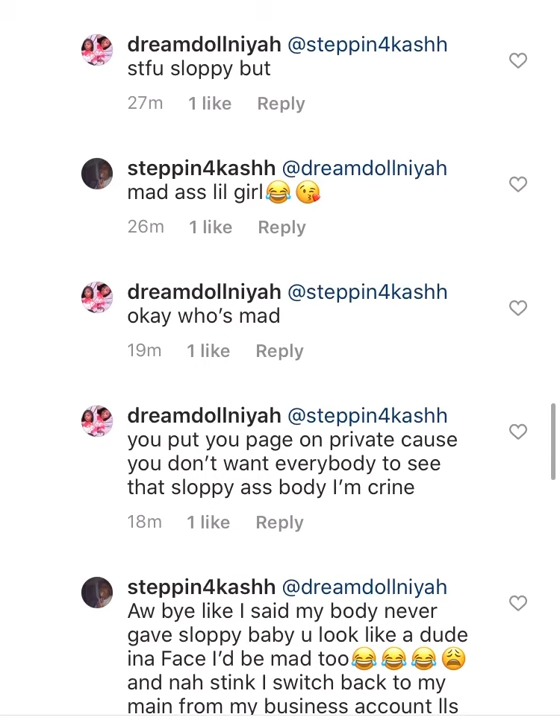 dreamdollniyah @steppin4kashh
stfu sloppy but
27m 1 like Reply
steppin4kashh @dreamdollniyah
mad ass lil girl😂😘
26m 1 like Reply
dreamdollniyah @steppin4kashh
okay who's mad
19m 1 like Reply
dreamdollniyah @steppin4kashh
you put you page on private cause
you don't want everybody to see
that sloppy ass body I'm crine
18m 1 like Reply
steppin4kashh @dreamdollniyah
Aw bye like I said my body never
gave sloppy baby u look like a dude
ina Face I'd be mad too😂😂😂😩
and nah stink I switch back to my
main from my business account lls